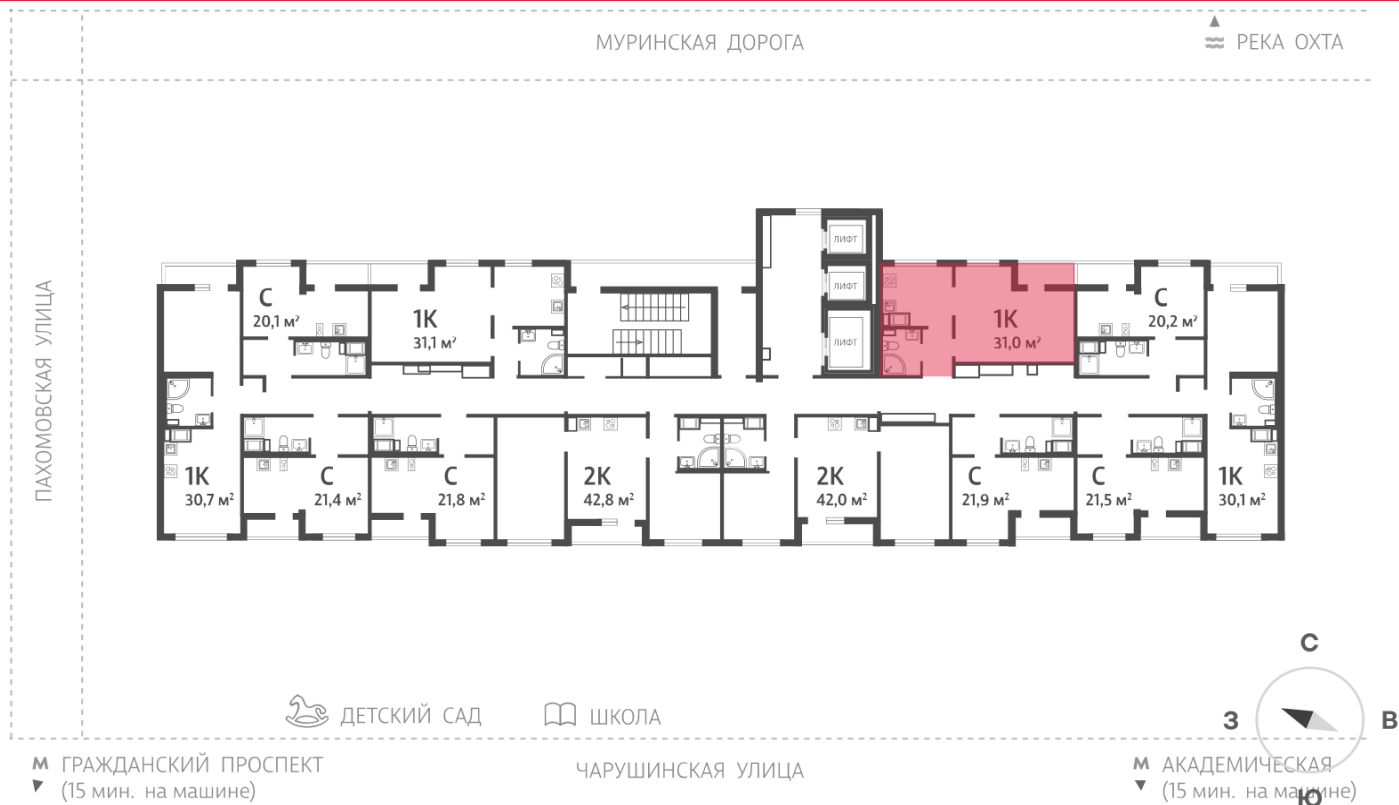 МУРИНСКАЯ ДОРОГА
РЕКА ОХТА
ПАХОМОВСКАЯ УЛИЦА
С
20,1 м²
1К
31,1 м²
ЛИФТ
ЛИФТ
ЛИФТ
1К
31,0 м²
С
20,2 м²
1К
30,7 м²
С
21,4 м²
С
21,8 м²
2К
42,8 м²
2К
42,0 м²
С
21,9 м²
С
21,5 м²
1К
30,1 м²
ДЕТСКИЙ САД
ШКОЛА
С
З
В
Ю
М ГРАЖДАНСКИЙ ПРОСПЕКТ
(15 мин. на машине)
ЧАРУШИНСКАЯ УЛИЦА
М АКАДЕМИЧЕСКАЯ
(15 мин. на машине)